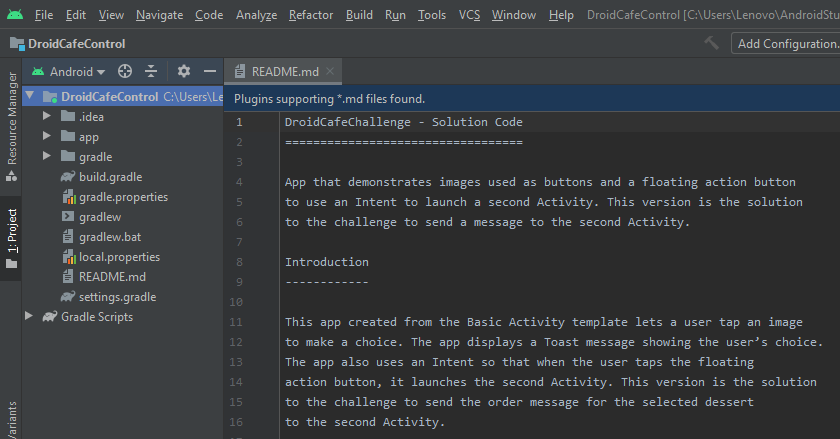 File Edit View Navigate Code Analyze Refactor Build Run Tools VCS Window Help DroidCafeControl [C:\Users\Lenovo\AndroidStu
DroidCafeControl
Add Configuration.
Android
README.md
Resource Manager
1: Project
DroidCafeControl C:\Users\Le
.idea
app
gradle
build.gradle
gradle.properties
gradlew
gradlew.bat
local.properties
README.md
settings.gradle
Gradle Scripts
Plugins supporting *.md files found.
1 DroidCafeChallenge - Solution Code
2 ==================================
3
4 App that demonstrates images used as buttons and a floating action button
5 to use an Intent to launch a second Activity. This version is the solution
6 to the challenge to send a message to the second Activity.
7
8 Introduction
9 ------------
10
11 This app created from the Basic Activity template lets a user tap an image
12 to make a choice. The app displays a Toast message showing the user’s choice.
13 The app also uses an Intent so that when the user taps the floating
14 action button, it launches the second Activity. This version is the solution
15 to the challenge to send the order message for the selected dessert
16 to the second Activity.